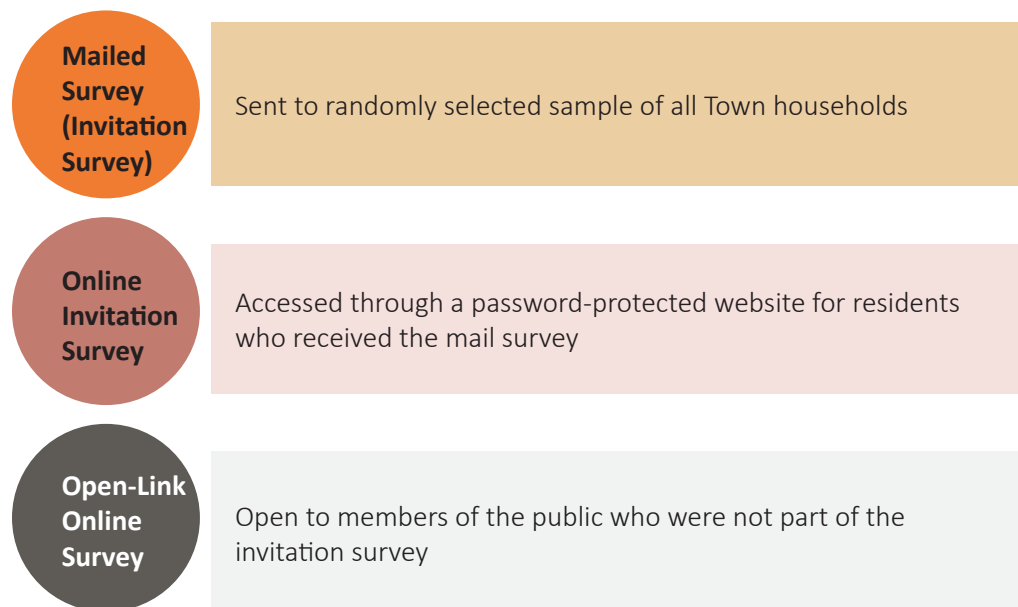 Mailed
Survey
(Invitation
Survey)
Sent to randomly selected sample of all Town households
Online
Invitation
Survey
Accessed through a password-protected website for residents
who received the mail survey
Open-Link
Online
Survey
Open to members of the public who were not part of the
invitation survey